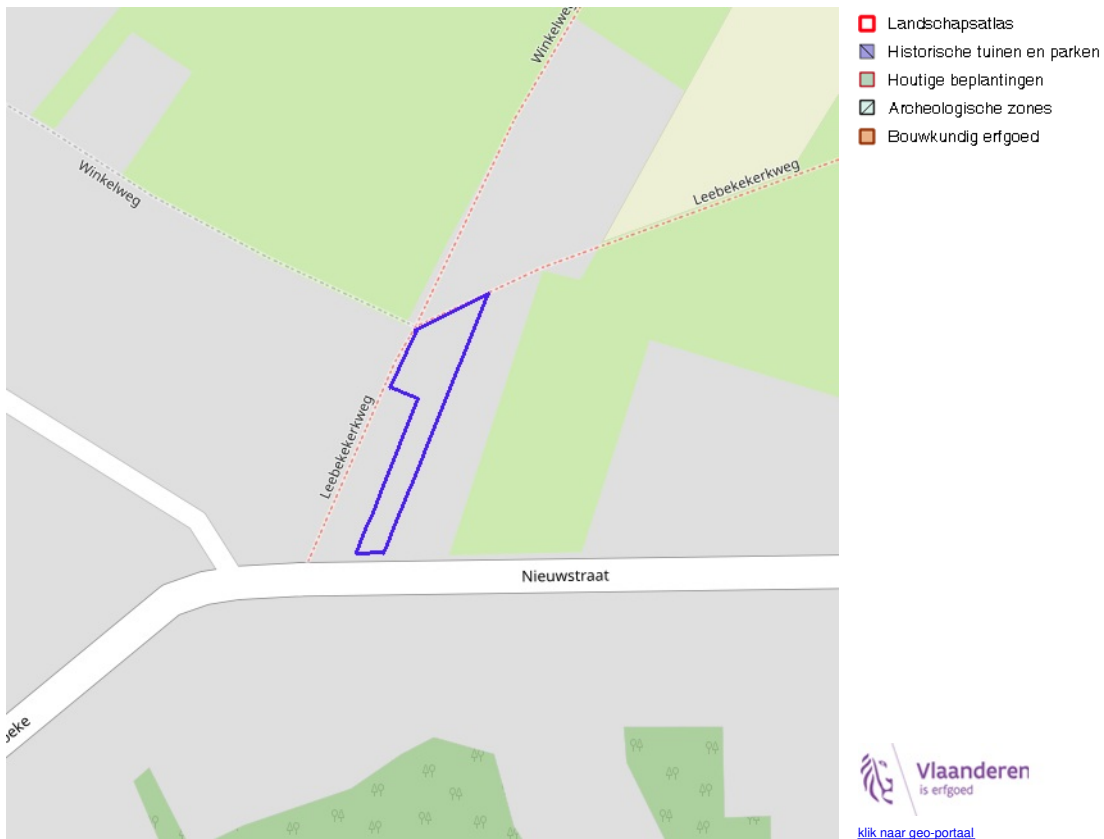 Winkelweg
Winkelweg
Leebekekerkweg
Leebekekerkweg
Nieuwstraat
Landschapsatlas
Historische tuinen en parken
Houtige beplantingen
Archeologische zones
Bouwkundig erfgoed
Vlaanderen
is erfgoed
klik naar geo-portaal